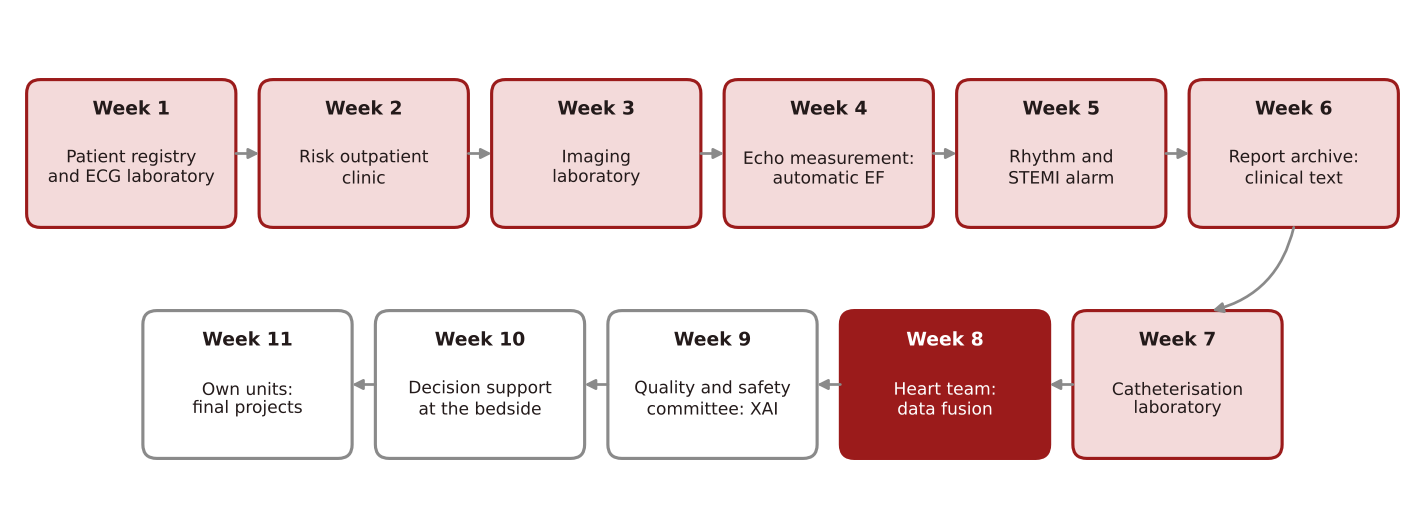 Week 1
Patient registry
and ECG laboratory
Week 2
Risk outpatient
clinic
Week 3
Imaging
laboratory
Week 4
Echo measurement:
automatic EF
Week 5
Rhythm and
STEMI alarm
Week 6
Report archive:
clinical text
Week 7
Catheterisation
laboratory
Week 8
Heart team:
data fusion
Week 9
Quality and safety
committee: XAI
Week 10
Decision support
at the bedside
Week 11
Own units:
final projects